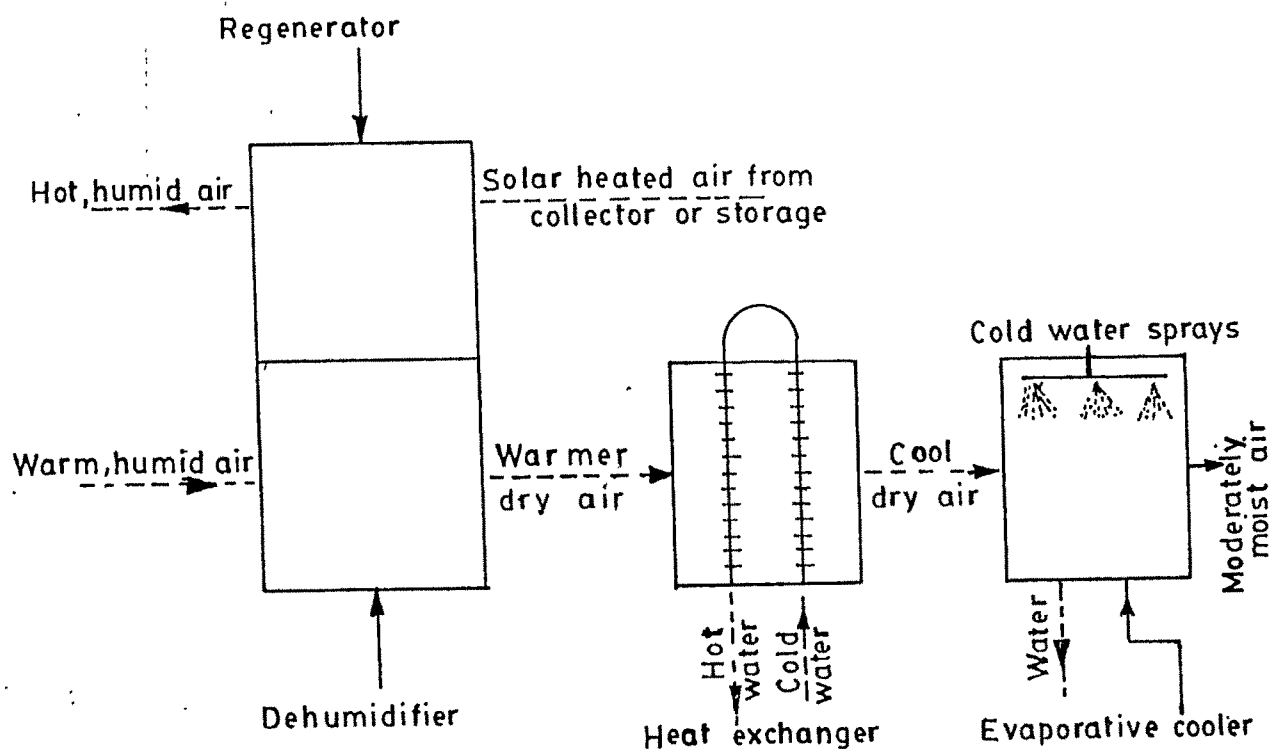 Regenerator
Hot, humid air
Solar heated air from
collector or storage
Cold water sprays
Warm, humid air
Warmer
dry air
Cool
dry air
Moderately
moist air
Hot
water
Cold
water
Water
Dehumidifier
Heat exchanger
Evaporative cooler